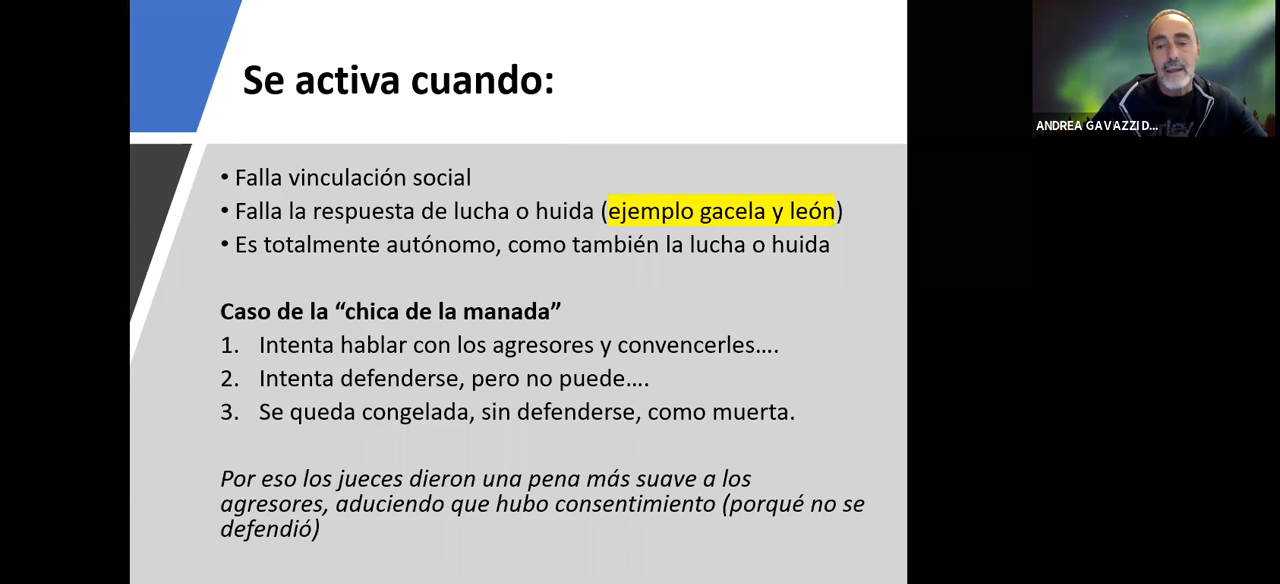 Se activa cuando:
• Falla vinculación social
• Falla la respuesta de lucha o huida (ejemplo gacela y león)
• Es totalmente autónomo, como también la lucha o huida
Caso de la “chica de la manada”
1. Intenta hablar con los agresores y convencerles….
2. Intenta defenderse, pero no puede….
3. Se queda congelada, sin defenderse, como muerta.
Por eso los jueces dieron una pena más suave a los
agresores, aduciendo que hubo consentimiento (porqué no se
defendió)
ANDREA GAVAZZI D...